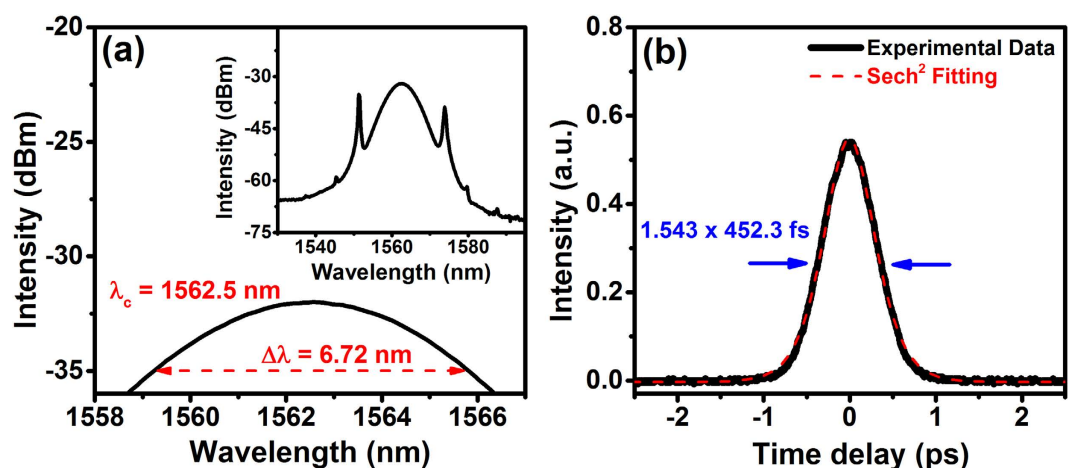 (a)
Intensity (dBm)
-20
-25
-30
-35
Intensity (dBm)
-30
-45
-60
-75
1540 1560 1580
Wavelength (nm)
λc = 1562.5 nm
Δλ = 6.72 nm
1558 1560 1562 1564 1566
Wavelength (nm)
(b)
Experimental Data
Sech² Fitting
Intensity (a.u.)
0.8
0.6
0.4
0.2
0.0
1.543 x 452.3 fs
-2 -1 0 1 2
Time delay (ps)